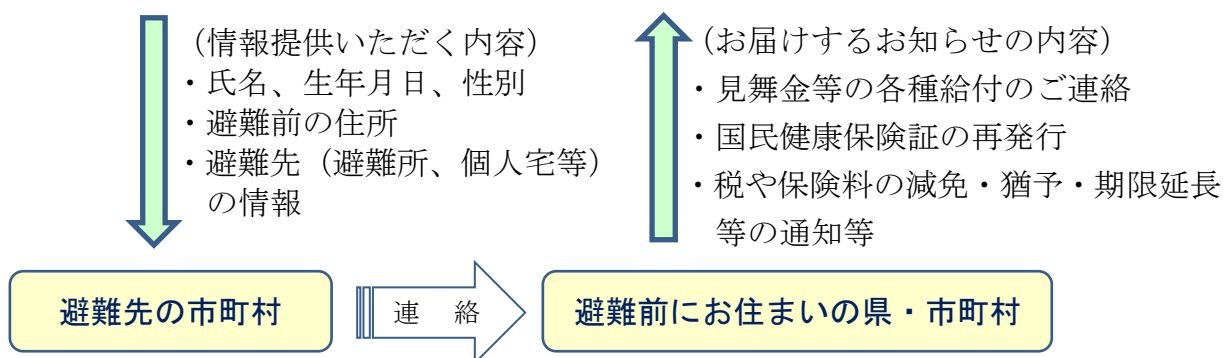 （情報提供いただく内容）
・氏名、生年月日、性別
・避難前の住所
・避難先（避難所、個人宅等）
の情報
（お届けするお知らせの内容）
・見舞金等の各種給付のご連絡
・国民健康保険証の再発行
・税や保険料の減免・猶予・期限延長
等の通知等
避難先の市町村
連　絡
避難前にお住まいの県・市町村